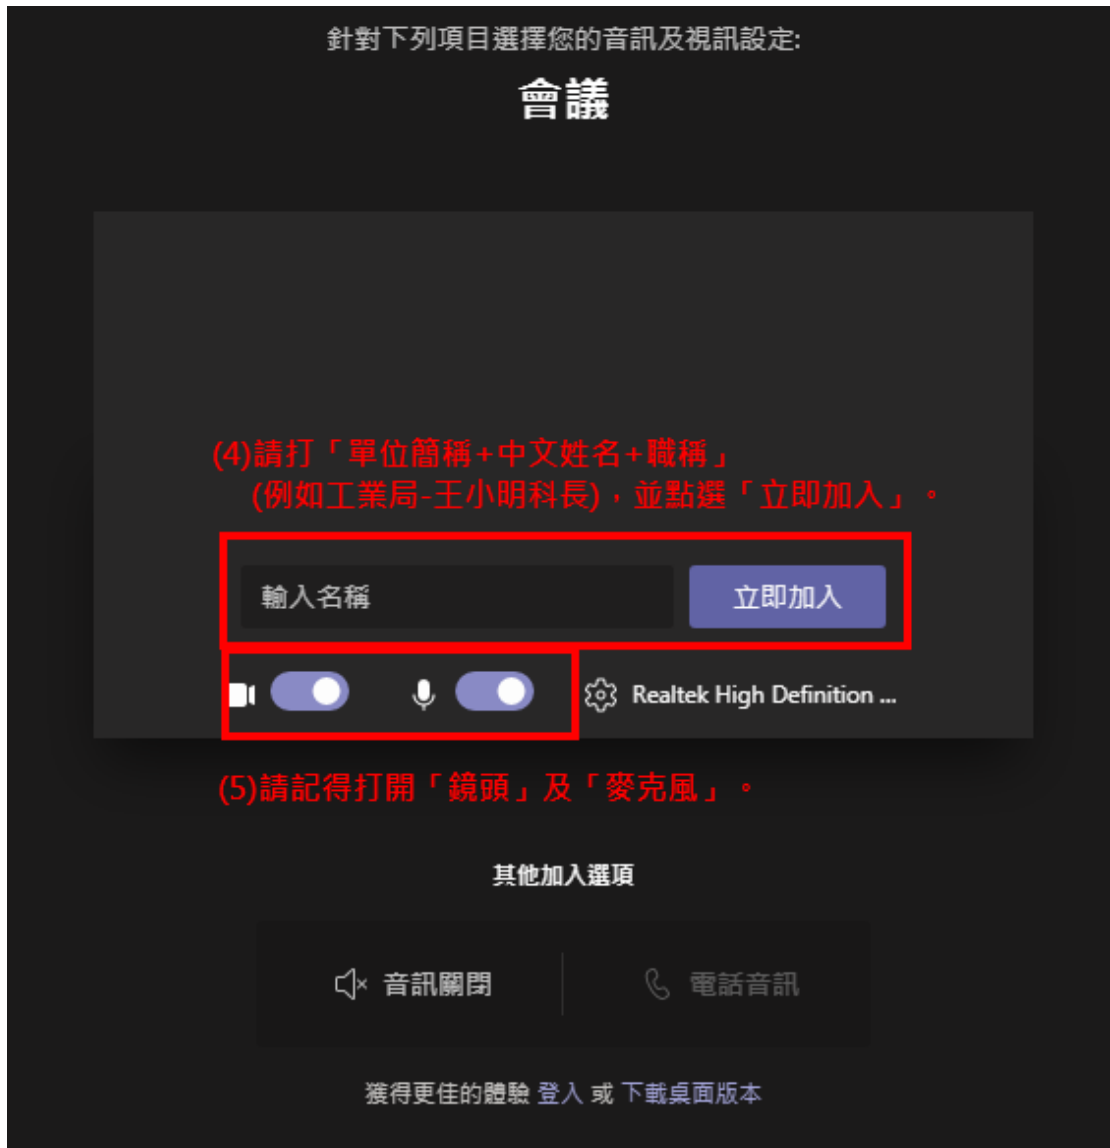 針對下列項目選擇您的音訊及視訊設定:
會議
(4)請打「單位簡稱+中文姓名+職稱」
(例如工業局-王小明科長)，並點選「立即加入」。
輸入名稱 立即加入
Realtek High Definition ...
(5)請記得打開「鏡頭」及「麥克風」。
其他加入選項
音訊關閉 電話音訊
獲得更佳的體驗 登入 或 下載桌面版本